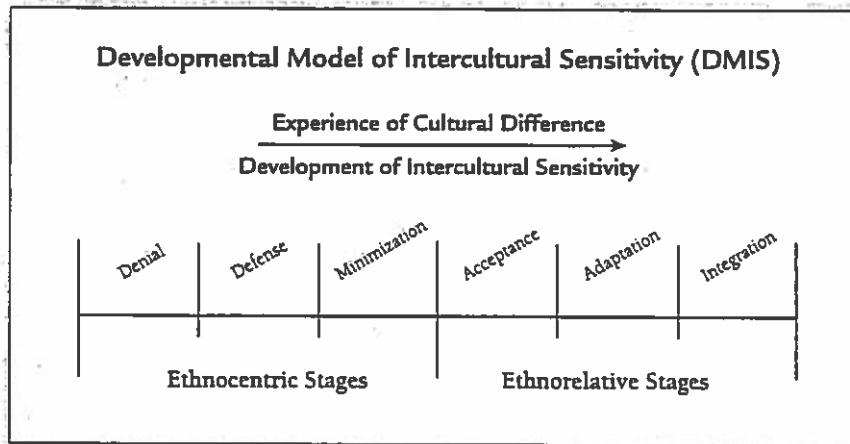 Developmental Model of Intercultural Sensitivity (DMIS)
Experience of Cultural Difference
Development of Intercultural Sensitivity
Denial
Defense
Minimization
Acceptance
Adaptation
Integration
Ethnocentric Stages
Ethnorelative Stages